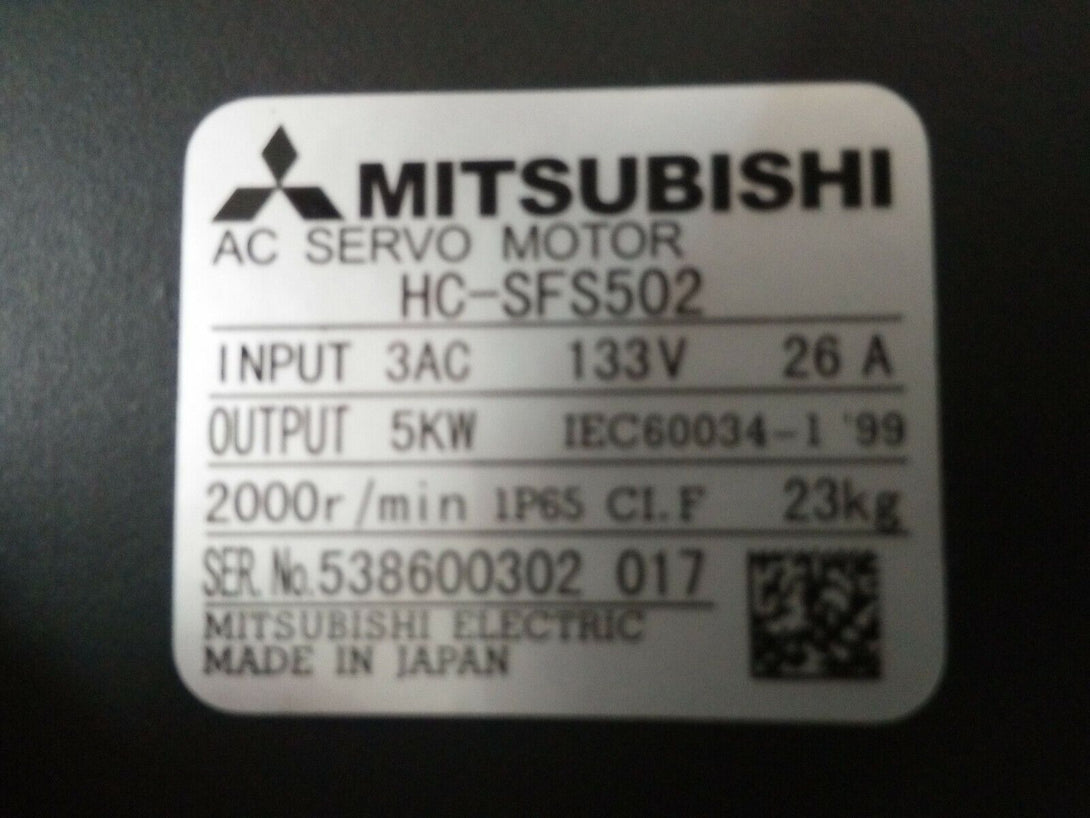 MITSUBISHI
AC SERVO MOTOR
HC-SFS502
INPUT 3AC 133V 26 A
OUTPUT 5KW IEC60034-1 '99
2000r/min IP65 CI.F 23kg
SER.No.538600302 017
MITSUBISHI ELECTRIC
MADE IN JAPAN